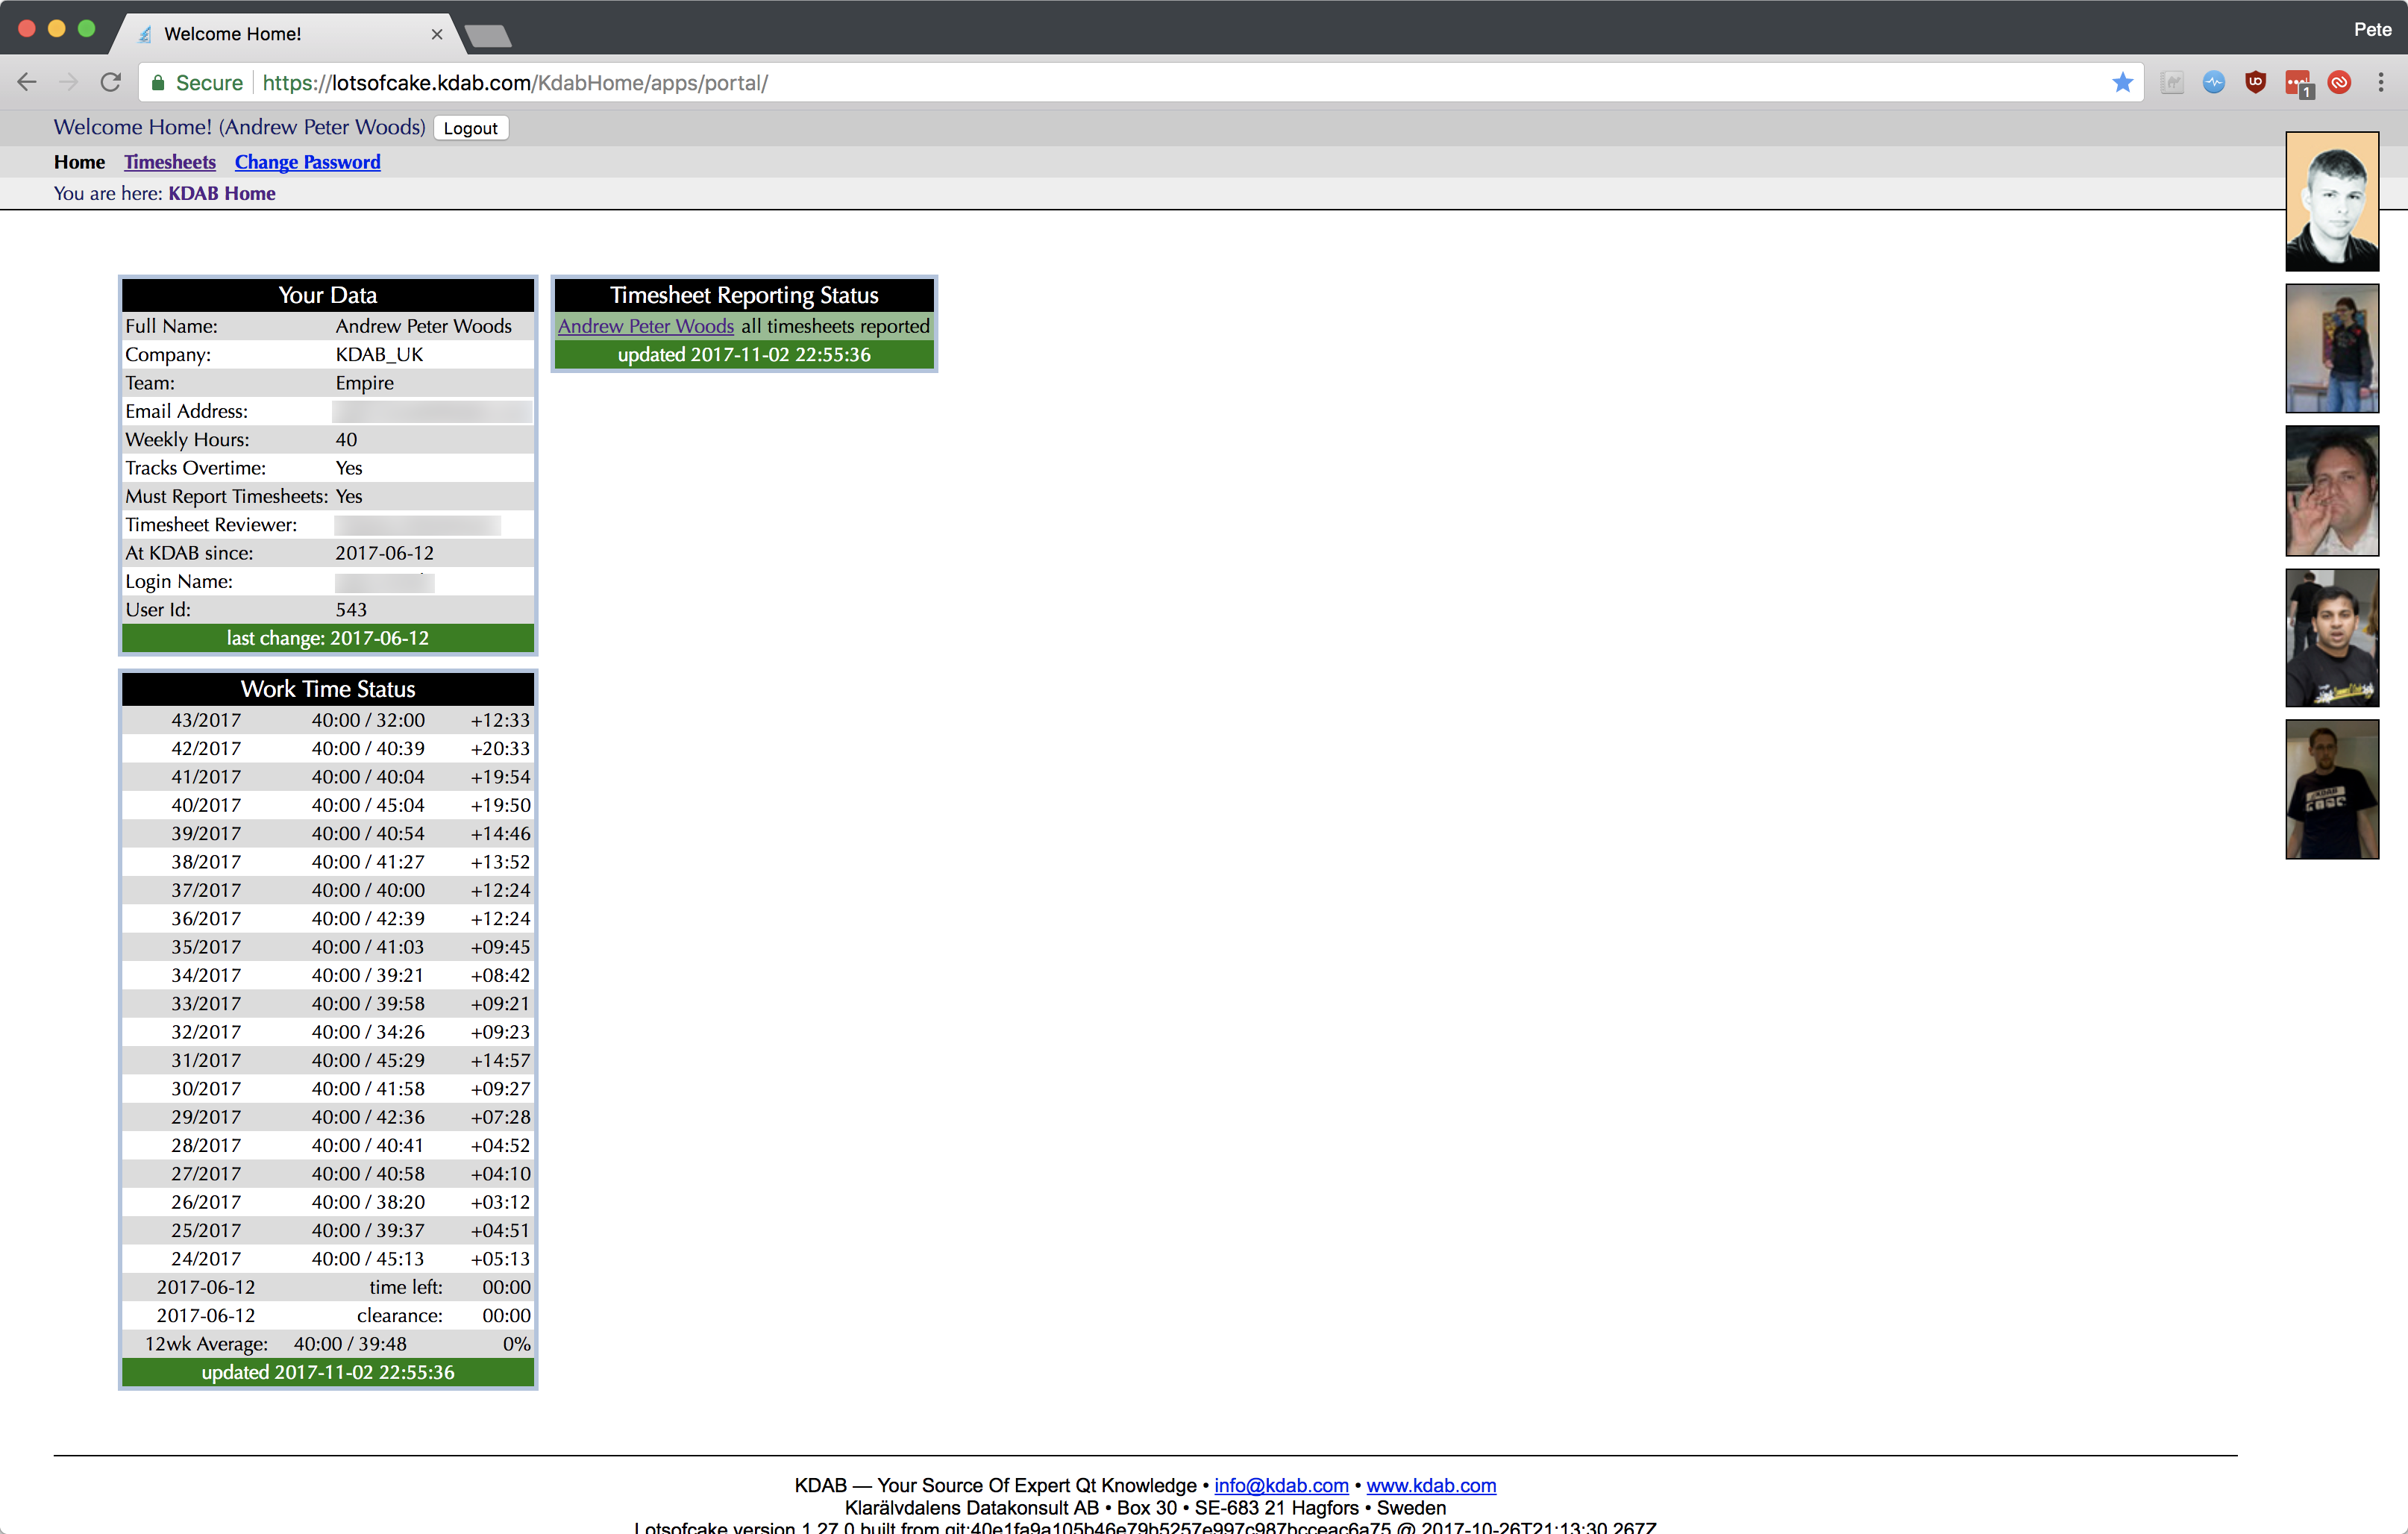 Welcome Home!
Pete
Secure https://lotsofcake.kdab.com/KdabHome/apps/portal/
1
Welcome Home! (Andrew Peter Woods) Logout
Home Timesheets Change Password
You are here: KDAB Home
Your Data
Full Name: Andrew Peter Woods
Company: KDAB_UK
Team: Empire
Email Address:
Weekly Hours: 40
Tracks Overtime: Yes
Must Report Timesheets: Yes
Timesheet Reviewer:
At KDAB since: 2017-06-12
Login Name:
User Id: 543
last change: 2017-06-12
Timesheet Reporting Status
Andrew Peter Woods all timesheets reported
updated 2017-11-02 22:55:36
Work Time Status
43/2017 40:00 / 32:00 +12:33
42/2017 40:00 / 40:39 +20:33
41/2017 40:00 / 40:04 +19:54
40/2017 40:00 / 45:04 +19:50
39/2017 40:00 / 40:54 +14:46
38/2017 40:00 / 41:27 +13:52
37/2017 40:00 / 40:00 +12:24
36/2017 40:00 / 42:39 +12:24
35/2017 40:00 / 41:03 +09:45
34/2017 40:00 / 39:21 +08:42
33/2017 40:00 / 39:58 +09:21
32/2017 40:00 / 34:26 +09:23
31/2017 40:00 / 45:29 +14:57
30/2017 40:00 / 41:58 +09:27
29/2017 40:00 / 42:36 +07:28
28/2017 40:00 / 40:41 +04:52
27/2017 40:00 / 40:58 +04:10
26/2017 40:00 / 38:20 +03:12
25/2017 40:00 / 39:37 +04:51
24/2017 40:00 / 45:13 +05:13
2017-06-12 time left: 00:00
2017-06-12 clearance: 00:00
12wk Average: 40:00 / 39:48 0%
updated 2017-11-02 22:55:36
KDAB
KDAB — Your Source Of Expert Qt Knowledge • info@kdab.com • www.kdab.com
Klarälvdalens Datakonsult AB • Box 30 • SE-683 21 Hagfors • Sweden
Lotsofcake version 1.27.0 built from git:40e1fa9a105b46e79b5257e997c987bcceac6a75 @ 2017-10-26T21:13:30.267Z